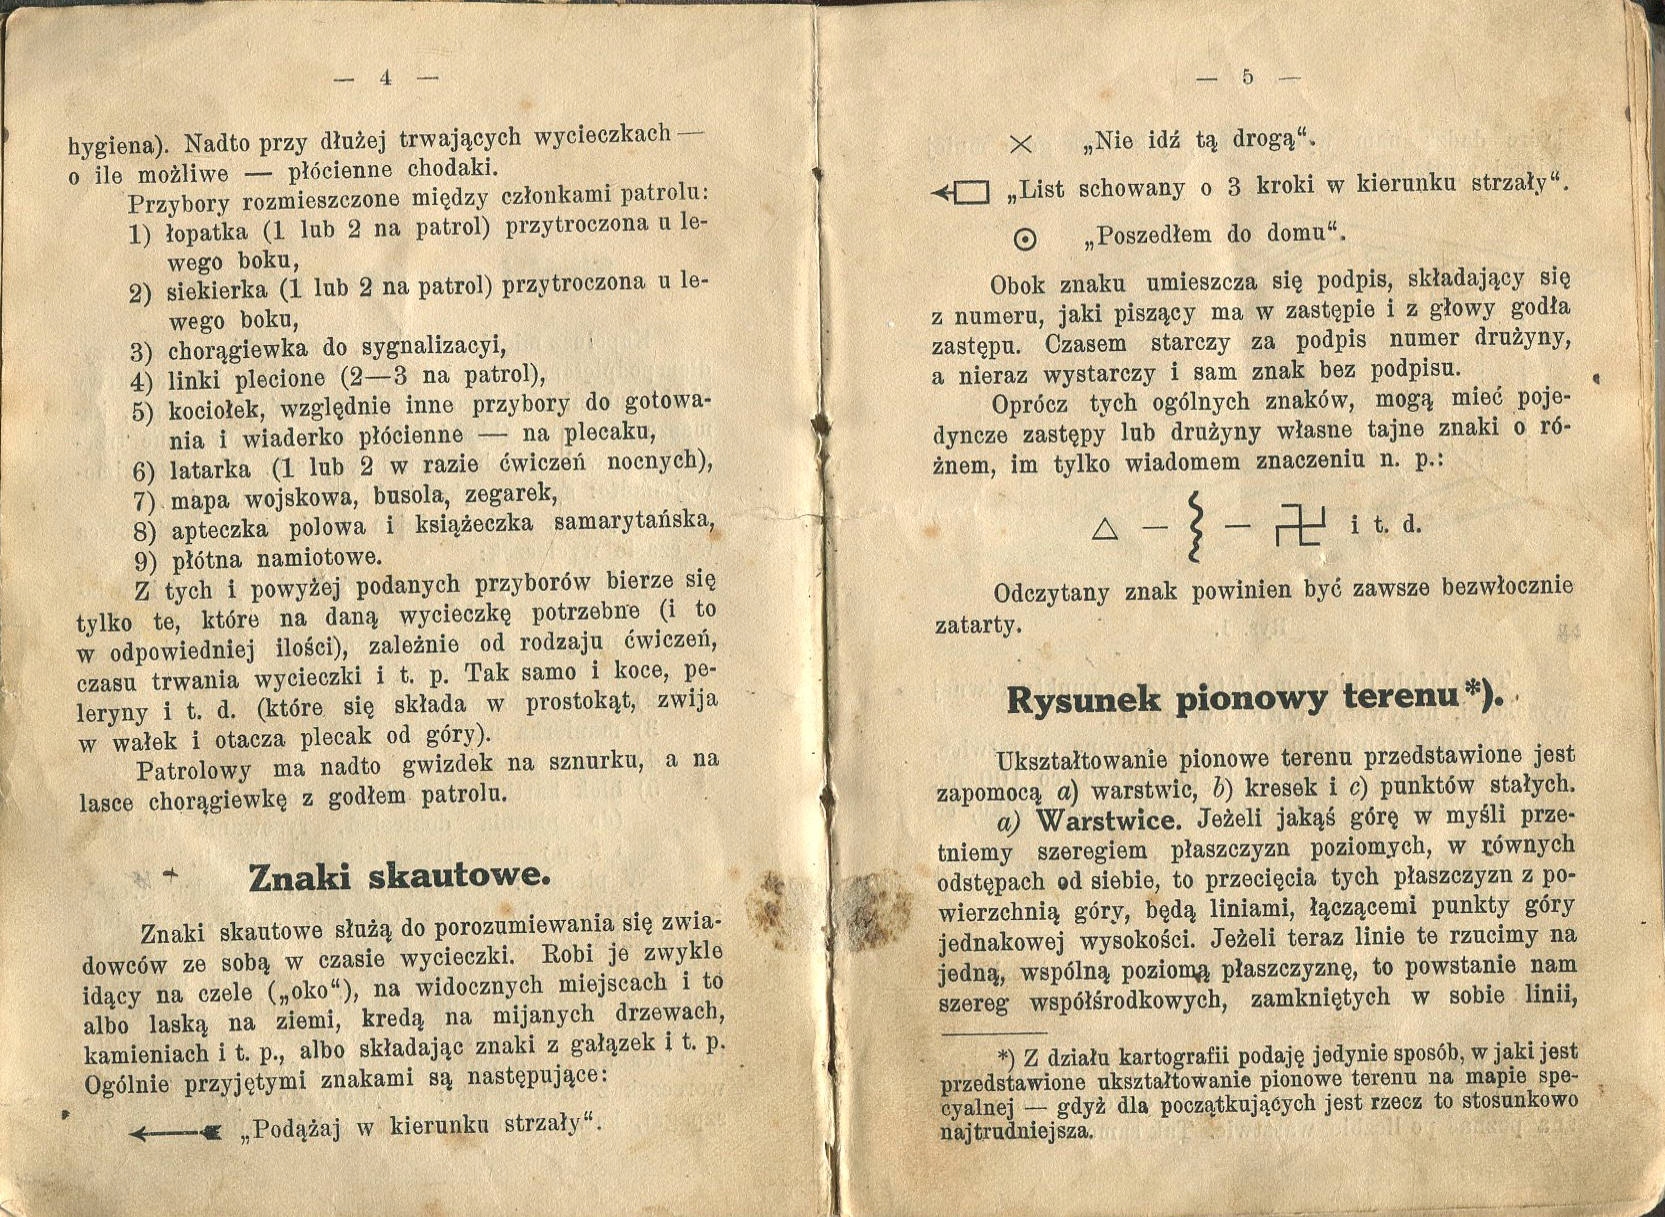 — 4 —
hygiena). Nadto przy dłużej trwających wycieczkach —
o ile możliwe — płócienne chodaki.
Przybory rozmieszczone między członkami patrolu:
1) łopatka (1 lub 2 na patrol) przytroczona u le-
wego boku,
2) siekierka (1 lub 2 na patrol) przytroczona u le-
wego boku,
3) chorągiewka do sygnalizacyi,
4) linki plecione (2—3 na patrol),
5) kociołek, względnie inne przybory do gotowa-
nia i wiaderko płócienne — na plecaku,
6) latarka (1 lub 2 w razie ćwiczeń nocnych),
7) mapa wojskowa, busola, zegarek,
8) apteczka polowa i książeczka samarytańska,
9) płótna namiotowe.
Z tych i powyżej podanych przyborów bierze się
tylko te, które na daną wycieczkę potrzebne (i to
w odpowiedniej ilości), zależnie od rodzaju ćwiczeń,
czasu trwania wycieczki i t. p. Tak samo i koce, pe-
leryny i t. d. (które się składa w prostokąt, zwija
w wałek i otacza plecak od góry).
Patrolowy ma nadto gwizdek na sznurku, a na
lasce chorągiewkę z godłem patrolu.
Znaki skautowe.
Znaki skautowe służą do porozumiewania się zwia-
dowców ze sobą w czasie wycieczki. Robi je zwykle
idący na czele („oko“), na widocznych miejscach i to
albo laską na ziemi, kredą na mijanych drzewach,
kamieniach i t. p., albo składając znaki z gałązek i t. p.
Ogólnie przyjętymi znakami są następujące:
„Podążaj w kierunku strzały“.
— 5 —
„Nie idź tą drogą“.
„List schowany o 3 kroki w kierunku strzały“.
„Poszedłem do domu“.
Obok znaku umieszcza się podpis, składający się
z numeru, jaki piszący ma w zastępie i z głowy godła
zastępu. Czasem starczy za podpis numer drużyny,
a nieraz wystarczy i sam znak bez podpisu.
Oprócz tych ogólnych znaków, mogą mieć poje-
dyncze zastępy lub drużyny własne tajne znaki o ró-
żnem, im tylko wiadomem znaczeniu n. p.:
— — i t. d.
Odczytany znak powinien być zawsze bezwłocznie
zatarty.
Rysunek pionowy terenu*).
Ukształtowanie pionowe terenu przedstawione jest
zapomocą a) warstwic, b) kresek i c) punktów stałych.
a) Warstwice. Jeżeli jakąś górę w myśli prze-
tniemy szeregiem płaszczyzn poziomych, w równych
odstępach od siebie, to przecięcia tych płaszczyzn z po-
wierzchnią góry, będą liniami, łączącemi punkty góry
jednakowej wysokości. Jeżeli teraz linie te rzucimy na
jedną, wspólną poziomą płaszczyznę, to powstanie nam
szereg współśrodkowych, zamkniętych w sobie linii,
*) Z działu kartografii podaję jedynie sposób, w jaki jest
przedstawione ukształtowanie pionowe terenu na mapie spe-
cyalnej — gdyż dla początkujących jest rzecz to stosunkowo
najtrudniejsza.